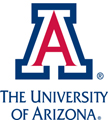 A
®
THE UNIVERSITY
OF ARIZONA®